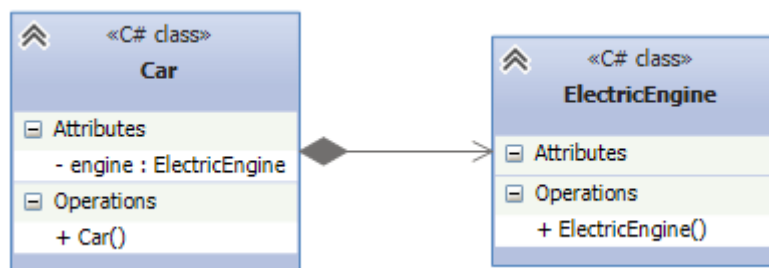 «C# class»
Car
Attributes
- engine : ElectricEngine
Operations
+ Car()
«C# class»
ElectricEngine
Attributes
Operations
+ ElectricEngine()